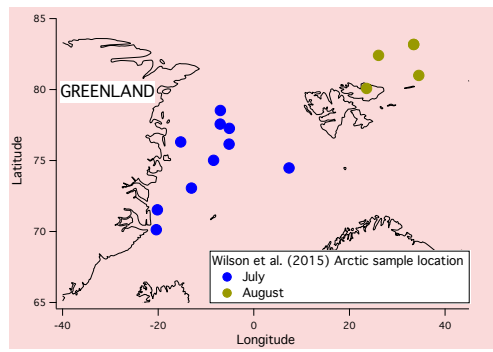 85
80
75
70
65
Latitude
GREENLAND
Wilson et al. (2015) Arctic sample location
July
August
-40
-20
0
20
40
Longitude